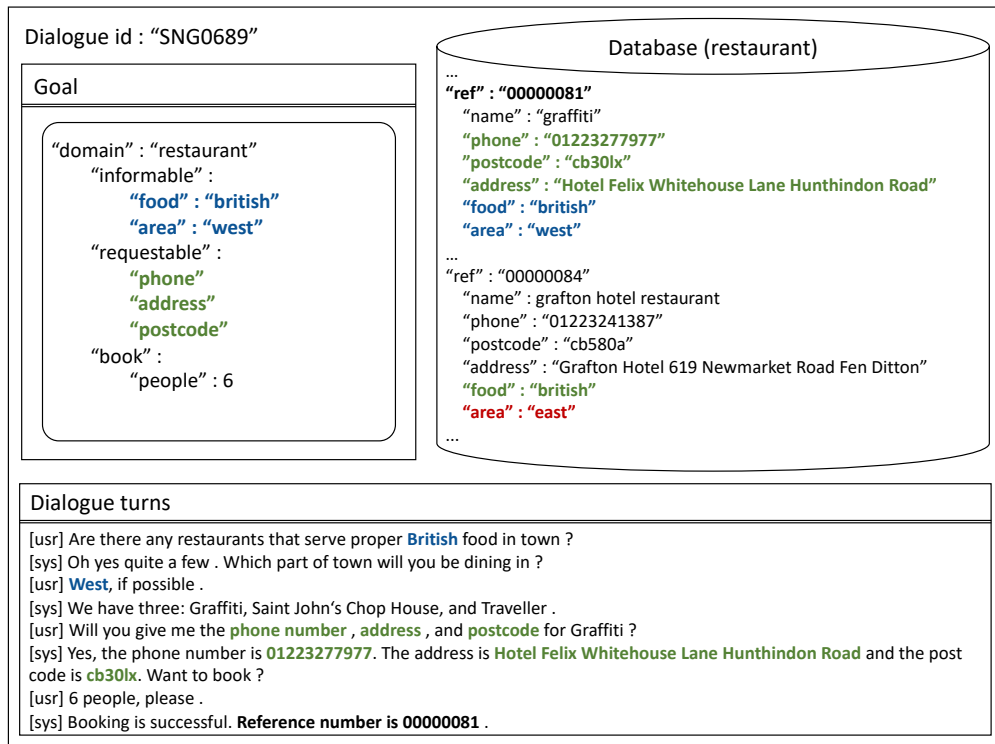 Dialogue id : “SNG0689”
Goal
“domain” : “restaurant”
“informable” :
“food” : “british”
“area” : “west”
“requestable” :
“phone”
“address”
“postcode”
“book” :
“people” : 6
Database (restaurant)
...
“ref” : “00000081”
“name” : “graffiti”
“phone” : “01223277977”
“postcode” : “cb30lx”
“address” : “Hotel Felix Whitehouse Lane Hunthindon Road”
“food” : “british”
“area” : “west”
...
“ref” : “00000084”
“name” : grafton hotel restaurant
“phone” : “01223241387”
“postcode” : “cb580a”
“address” : “Grafton Hotel 619 Newmarket Road Fen Ditton”
“food” : “british”
“area” : “east”
...
Dialogue turns
[usr] Are there any restaurants that serve proper British food in town ?
[sys] Oh yes quite a few . Which part of town will you be dining in ?
[usr] West, if possible .
[sys] We have three: Graffiti, Saint John‘s Chop House, and Traveller .
[usr] Will you give me the phone number , address , and postcode for Graffiti ?
[sys] Yes, the phone number is 01223277977. The address is Hotel Felix Whitehouse Lane Hunthindon Road and the post
code is cb30lx. Want to book ?
[usr] 6 people, please .
[sys] Booking is successful. Reference number is 00000081 .